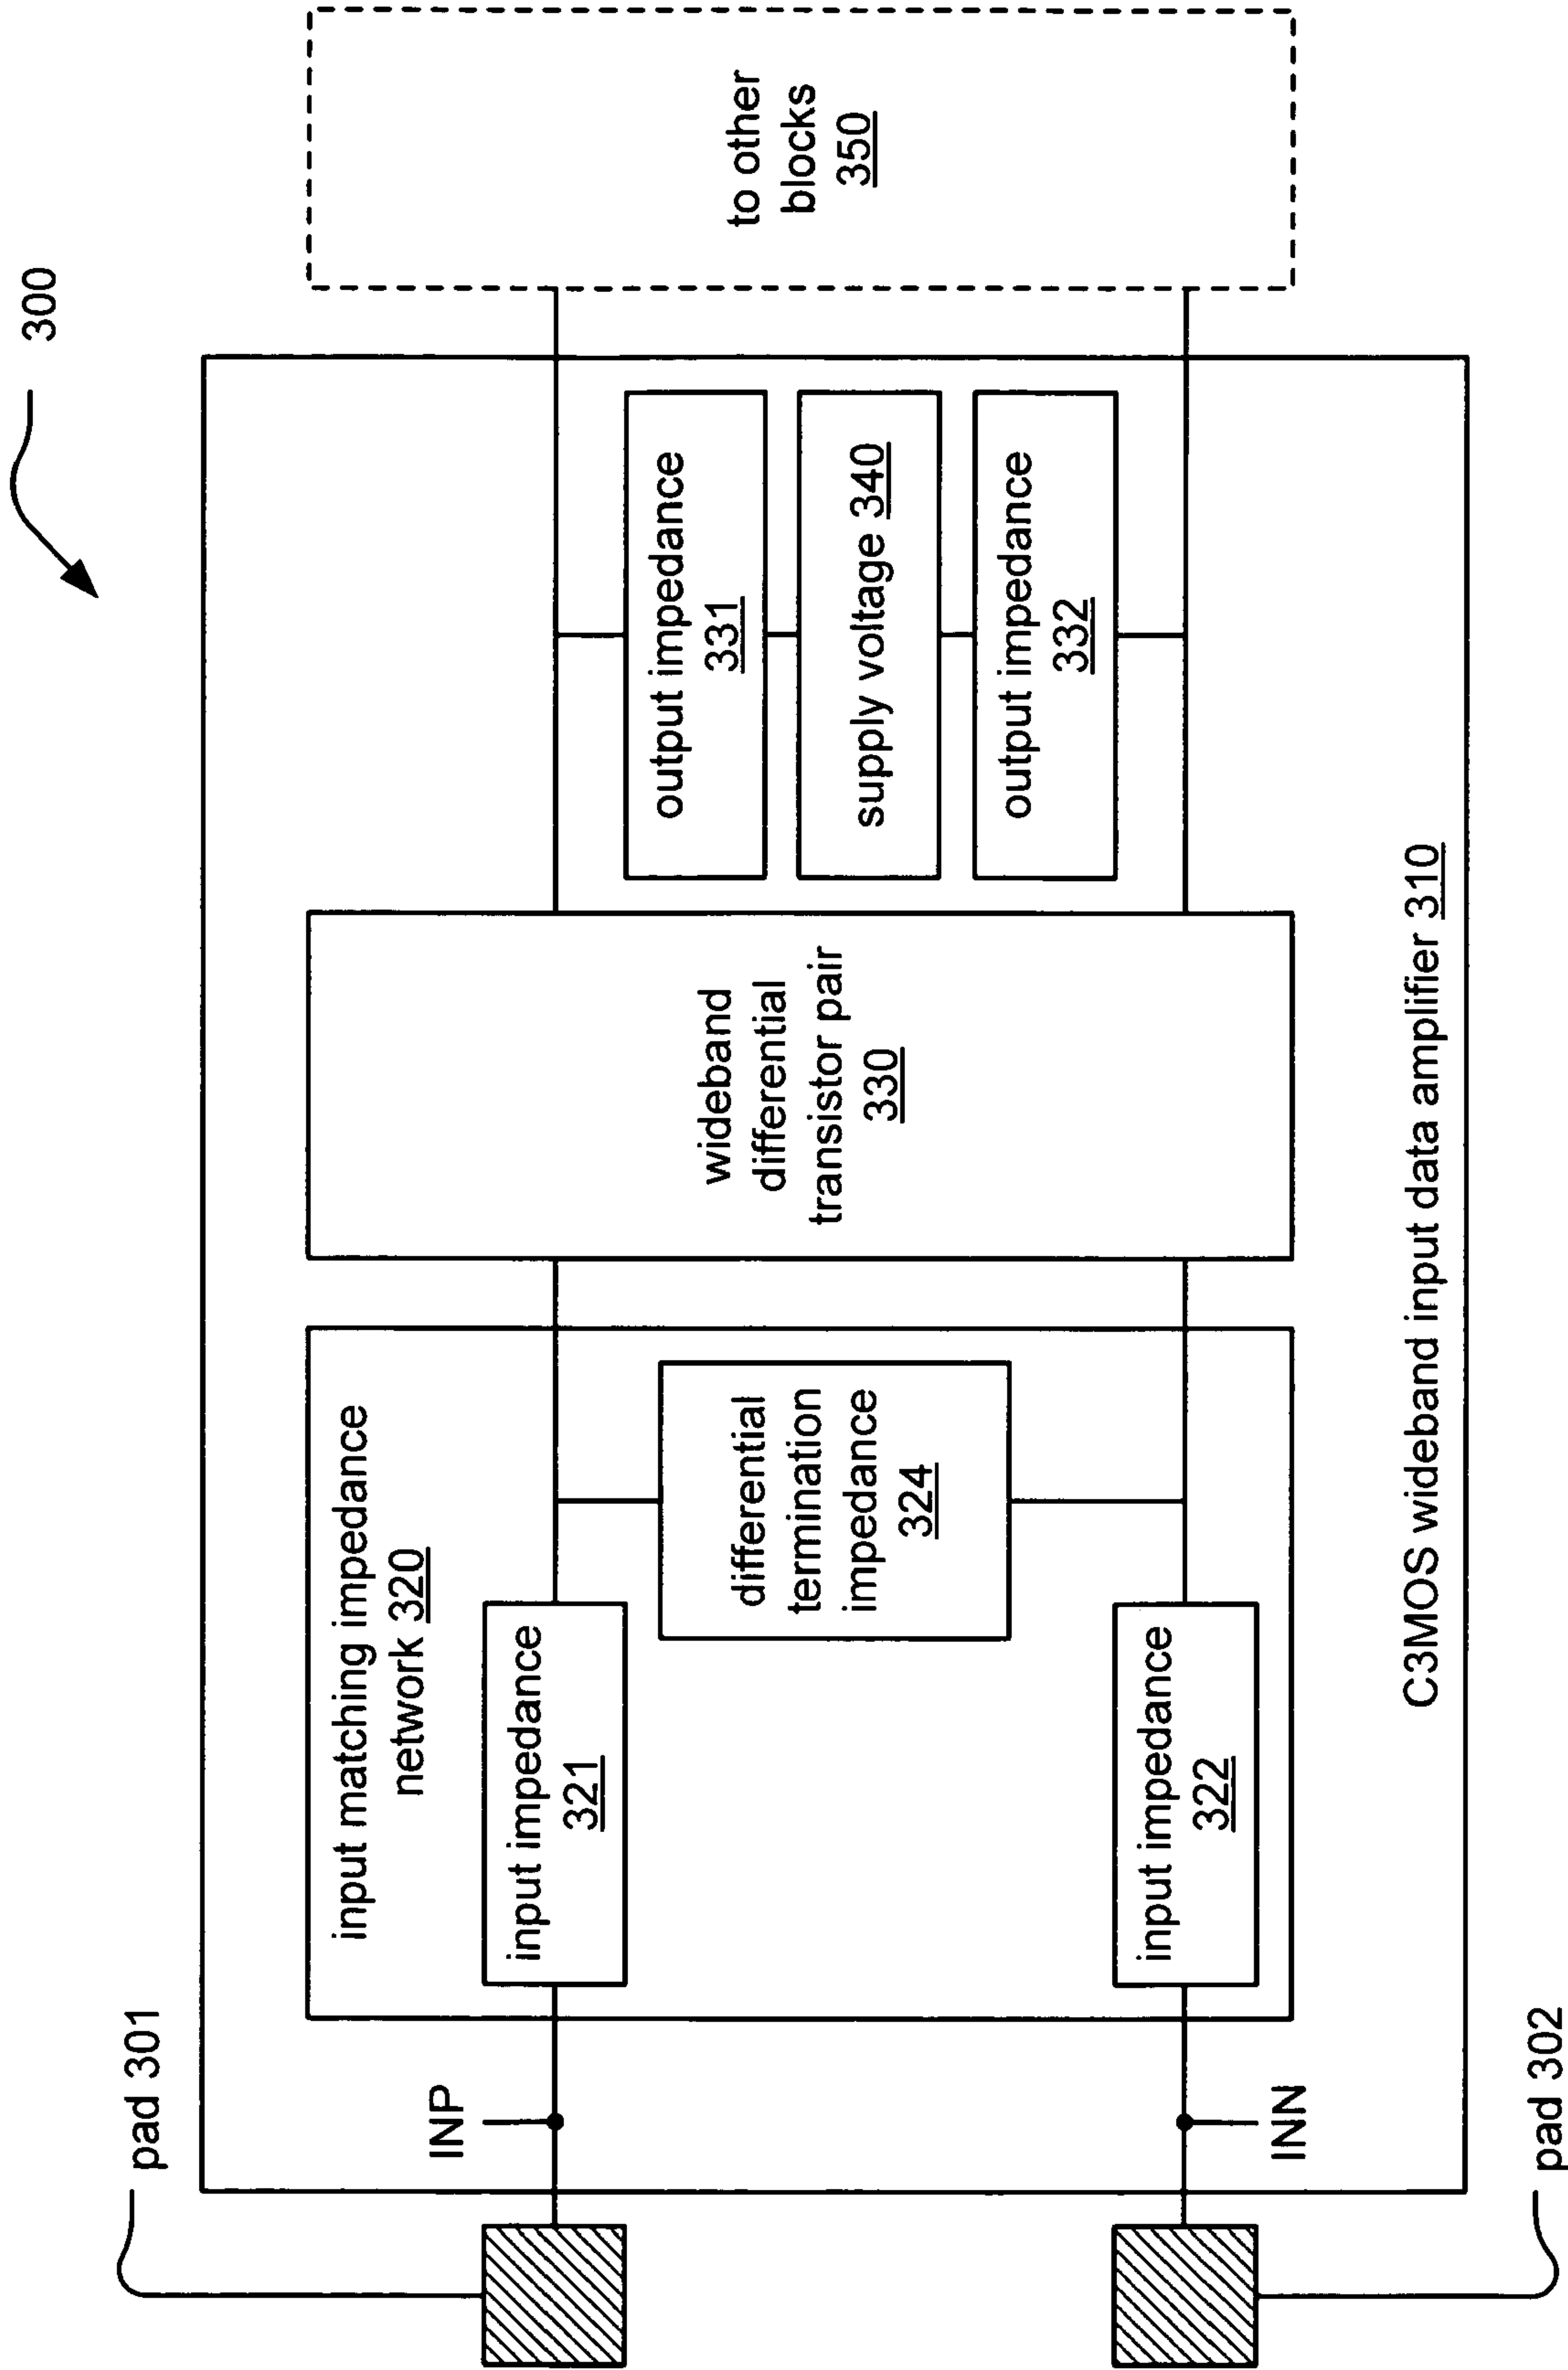 300
pad 301
INP
input matching impedance
network 320
input impedance
321
differential
termination
impedance
324
input impedance
322
wideband
differential
transistor pair
330
output impedance
331
supply voltage 340
output impedance
332
to other
blocks
350
INN
pad 302
C3MOS wideband input data amplifier 310